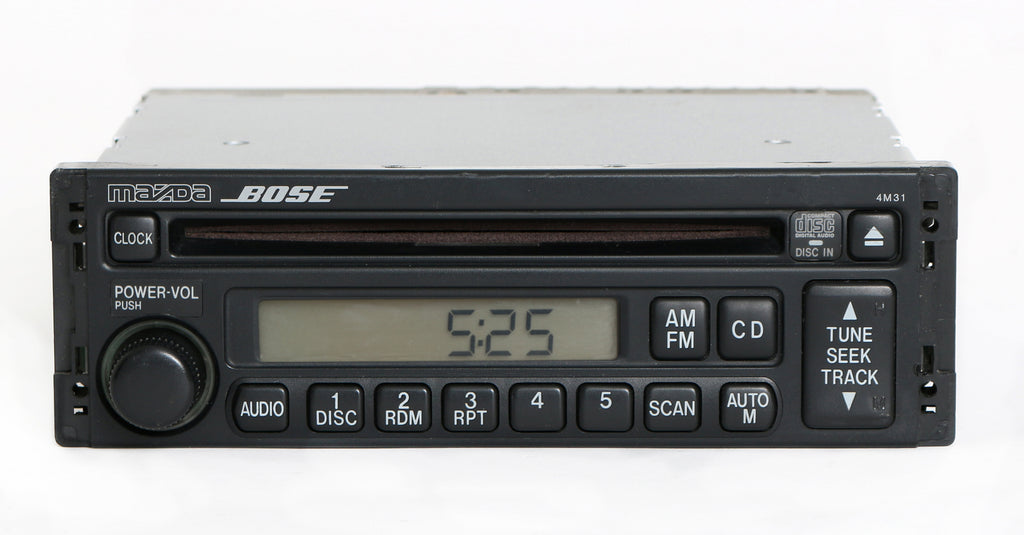 mazda BOSE
4M31
CLOCK
COMPACT
disc
DIGITAL AUDIO
DISC IN
POWER-VOL
PUSH
5:25
AM
FM
CD
TUNE
SEEK
TRACK
AUDIO
1
DISC
2
RDM
3
RPT
4
5
SCAN
AUTO
M